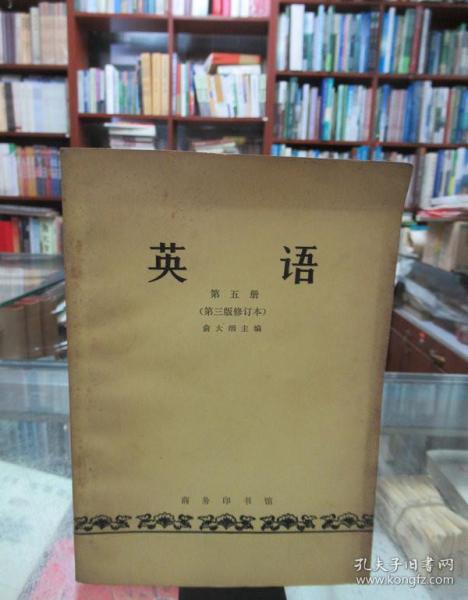 英 语
第 五 册
(第三版修订本)
俞大絪主编
商 务 印 书 馆
孔夫子旧书网
www.kongfz.com